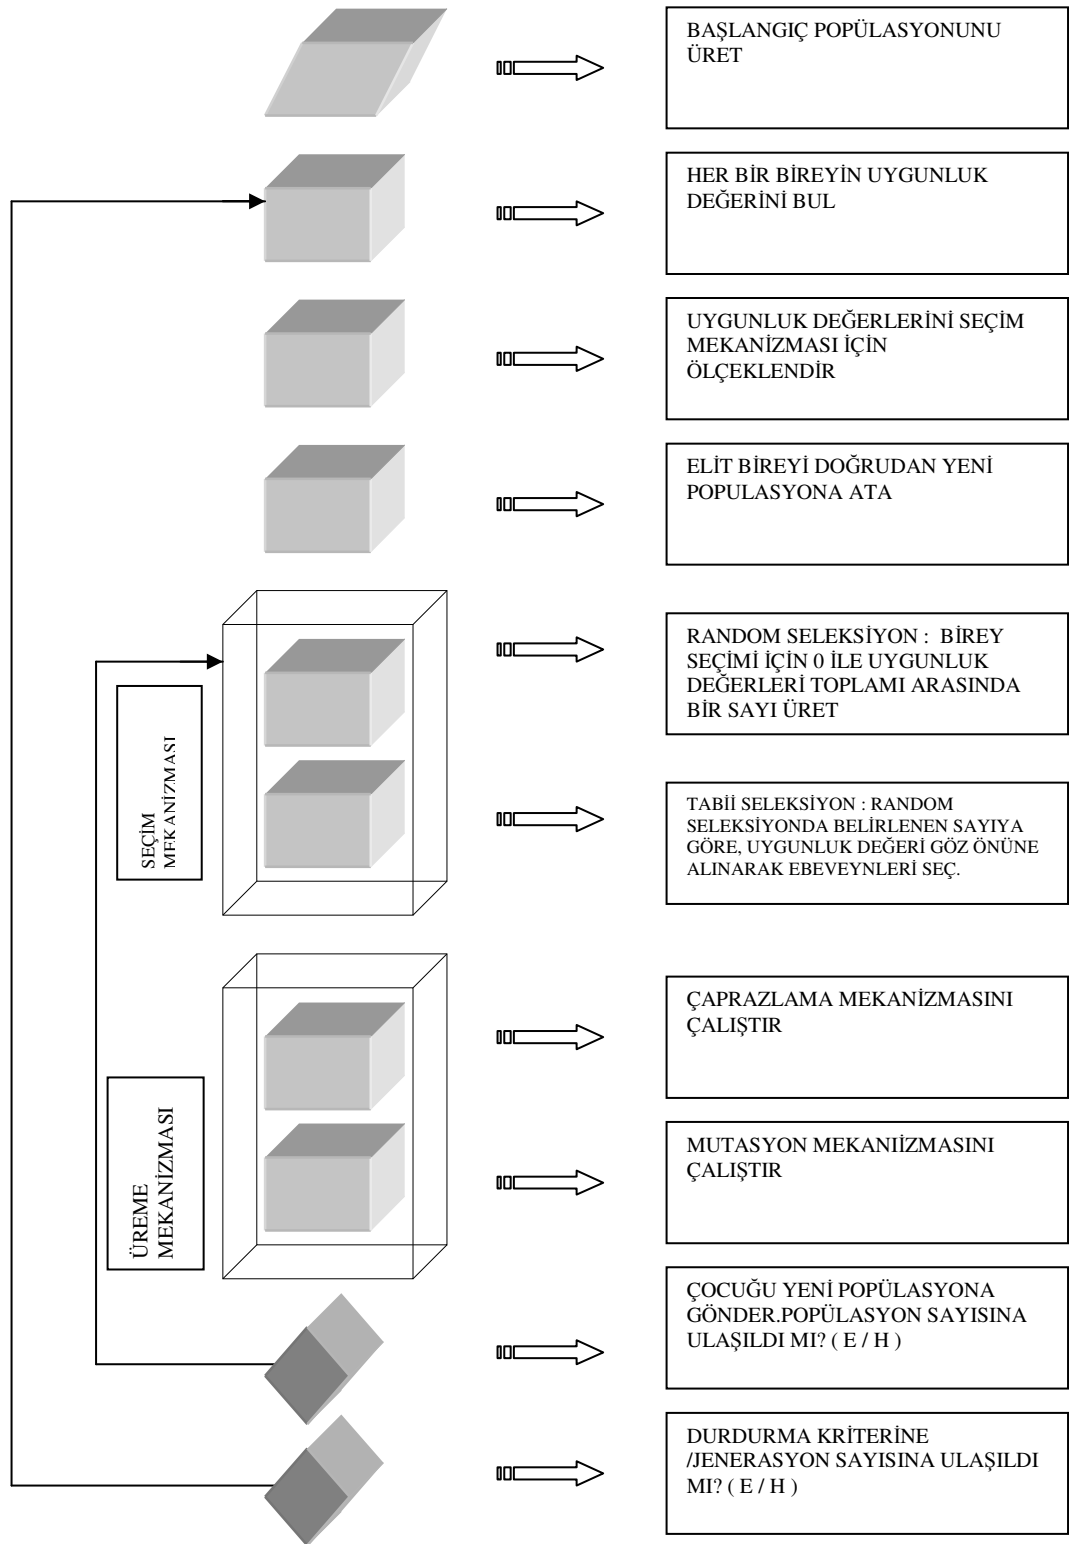 BAŞLANGIÇ POPÜLASYONUNU
ÜRET
HER BİR BİREYİN UYGUNLUK
DEĞERİNİ BUL
UYGUNLUK DEĞERLERİNİ SEÇİM
MEKANİZMASI İÇİN
ÖLÇEKLENDİR
ELİT BİREYİ DOĞRUDAN YENİ
POPULASYONA ATA
SEÇİM
MEKANİZMASI
RANDOM SELEKSİYON : BİREY
SEÇİMİ İÇİN 0 İLE UYGUNLUK
DEĞERLERİ TOPLAMI ARASINDA
BİR SAYI ÜRET
TABİİ SELEKSİYON : RANDOM
SELEKSİYONDA BELİRLENEN SAYIYA
GÖRE, UYGUNLUK DEĞERİ GÖZ ÖNÜNE
ALINARAK EBEVEYNLERİ SEÇ.
ÜREME
MEKANİZMASI
ÇAPRAZLAMA MEKANİZMASINI
ÇALIŞTIR
MUTASYON MEKANIİZMASINI
ÇALIŞTIR
ÇOCUĞU YENİ POPÜLASYONA
GÖNDER.POPÜLASYON SAYISINA
ULAŞILDI MI? ( E / H )
DURDURMA KRİTERİNE
/JENERASYON SAYISINA ULAŞILDI
MI? ( E / H )